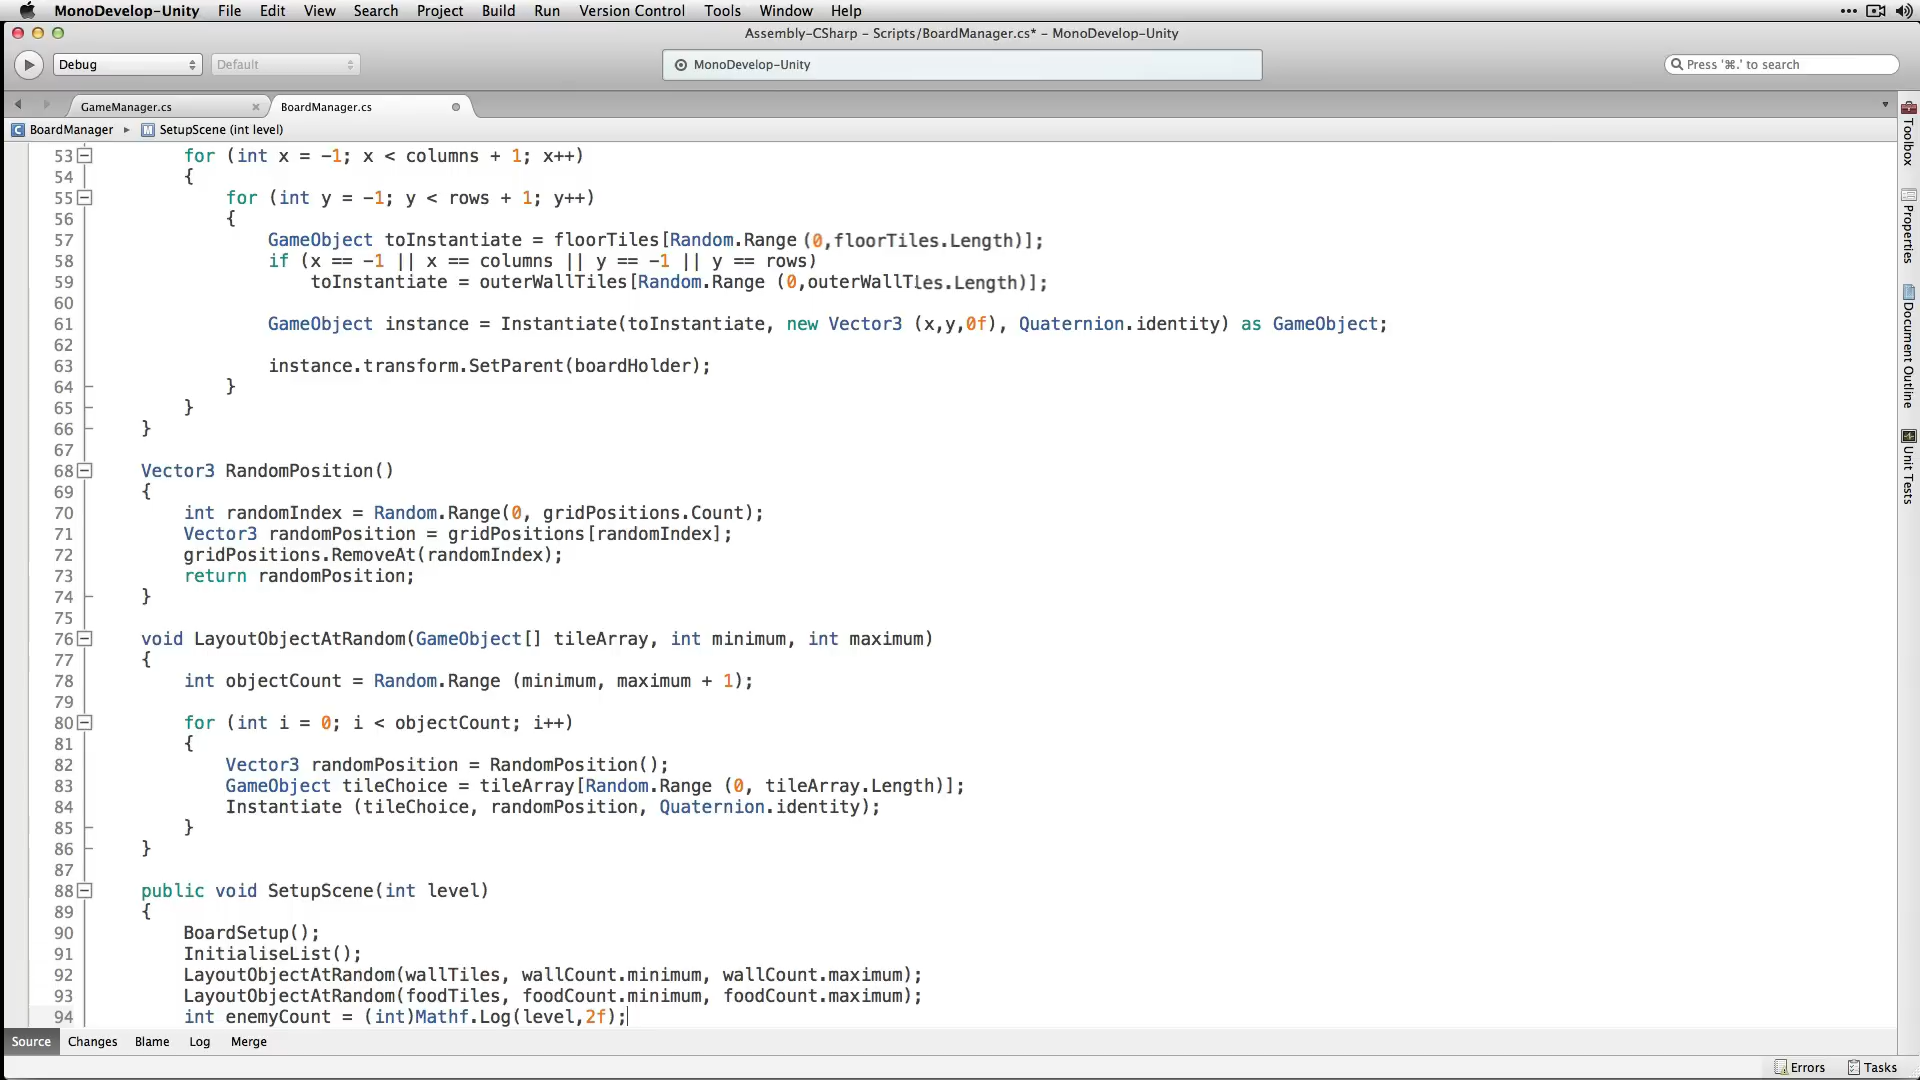 MonoDevelop-Unity File Edit View Search Project Build Run Version Control Tools Window Help
Assembly-CSharp – Scripts/BoardManager.cs* – MonoDevelop-Unity
Debug Default MonoDevelop-Unity Press '⌘.' to search
GameManager.cs BoardManager.cs
BoardManager SetupScene (int level)
53 for (int x = -1; x < columns + 1; x++)
54 {
55 for (int y = -1; y < rows + 1; y++)
56 {
57 GameObject toInstantiate = floorTiles[Random.Range (0,floorTiles.Length)];
58 if (x == -1 || x == columns || y == -1 || y == rows)
59 toInstantiate = outerWallTiles[Random.Range (0,outerWallTiles.Length)];
60
61 GameObject instance = Instantiate(toInstantiate, new Vector3 (x,y,0f), Quaternion.identity) as GameObject;
62
63 instance.transform.SetParent(boardHolder);
64 }
65 }
66 }
67
68 Vector3 RandomPosition()
69 {
70 int randomIndex = Random.Range(0, gridPositions.Count);
71 Vector3 randomPosition = gridPositions[randomIndex];
72 gridPositions.RemoveAt(randomIndex);
73 return randomPosition;
74 }
75
76 void LayoutObjectAtRandom(GameObject[] tileArray, int minimum, int maximum)
77 {
78 int objectCount = Random.Range (minimum, maximum + 1);
79
80 for (int i = 0; i < objectCount; i++)
81 {
82 Vector3 randomPosition = RandomPosition();
83 GameObject tileChoice = tileArray[Random.Range (0, tileArray.Length)];
84 Instantiate (tileChoice, randomPosition, Quaternion.identity);
85 }
86 }
87
88 public void SetupScene(int level)
89 {
90 BoardSetup();
91 InitialiseList();
92 LayoutObjectAtRandom(wallTiles, wallCount.minimum, wallCount.maximum);
93 LayoutObjectAtRandom(foodTiles, foodCount.minimum, foodCount.maximum);
94 int enemyCount = (int)Mathf.Log(level,2f);
Source Changes Blame Log Merge
Errors Tasks
Toolbox
Properties
Document Outline
Unit Tests